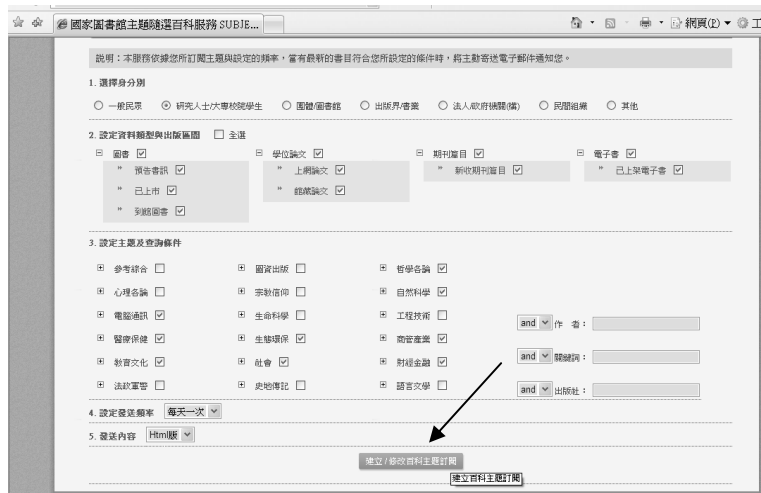 國家圖書館主題隨選百科服務 SUBJE...
網頁(P) 工
說明：本服務依據您所訂閱主題與設定的頻率，當有最新的書目符合您所設定的條件時，將主動寄送電子郵件通知您。
1. 選擇身分別
一般民眾 研究人士/大專校院學生 團體/圖書館 出版界/書業 法人/政府機關(構) 民間組織 其他
2. 設定資料類型與出版區間 全選
圖書 學位論文 期刊篇目 電子書
" 預告書訊 " 上網論文 " 新收期刊篇目 " 已上架電子書
" 已上市 " 館藏論文
" 到館圖書
3. 設定主題及查詢條件
參考綜合 圖資出版 哲學各論
心理各論 宗教信仰 自然科學
電腦通訊 生命科學 工程技術
and 作 者：
醫療保健 生態環保 商管產業
and 關鍵詞：
教育文化 社會 財經金融
法政軍警 史地傳記 語言文學
and 出版社：
4. 設定發送頻率 每天一次
5. 發送內容 Html版
建立/修改百科主題訂閱
建立百科主題訂閱